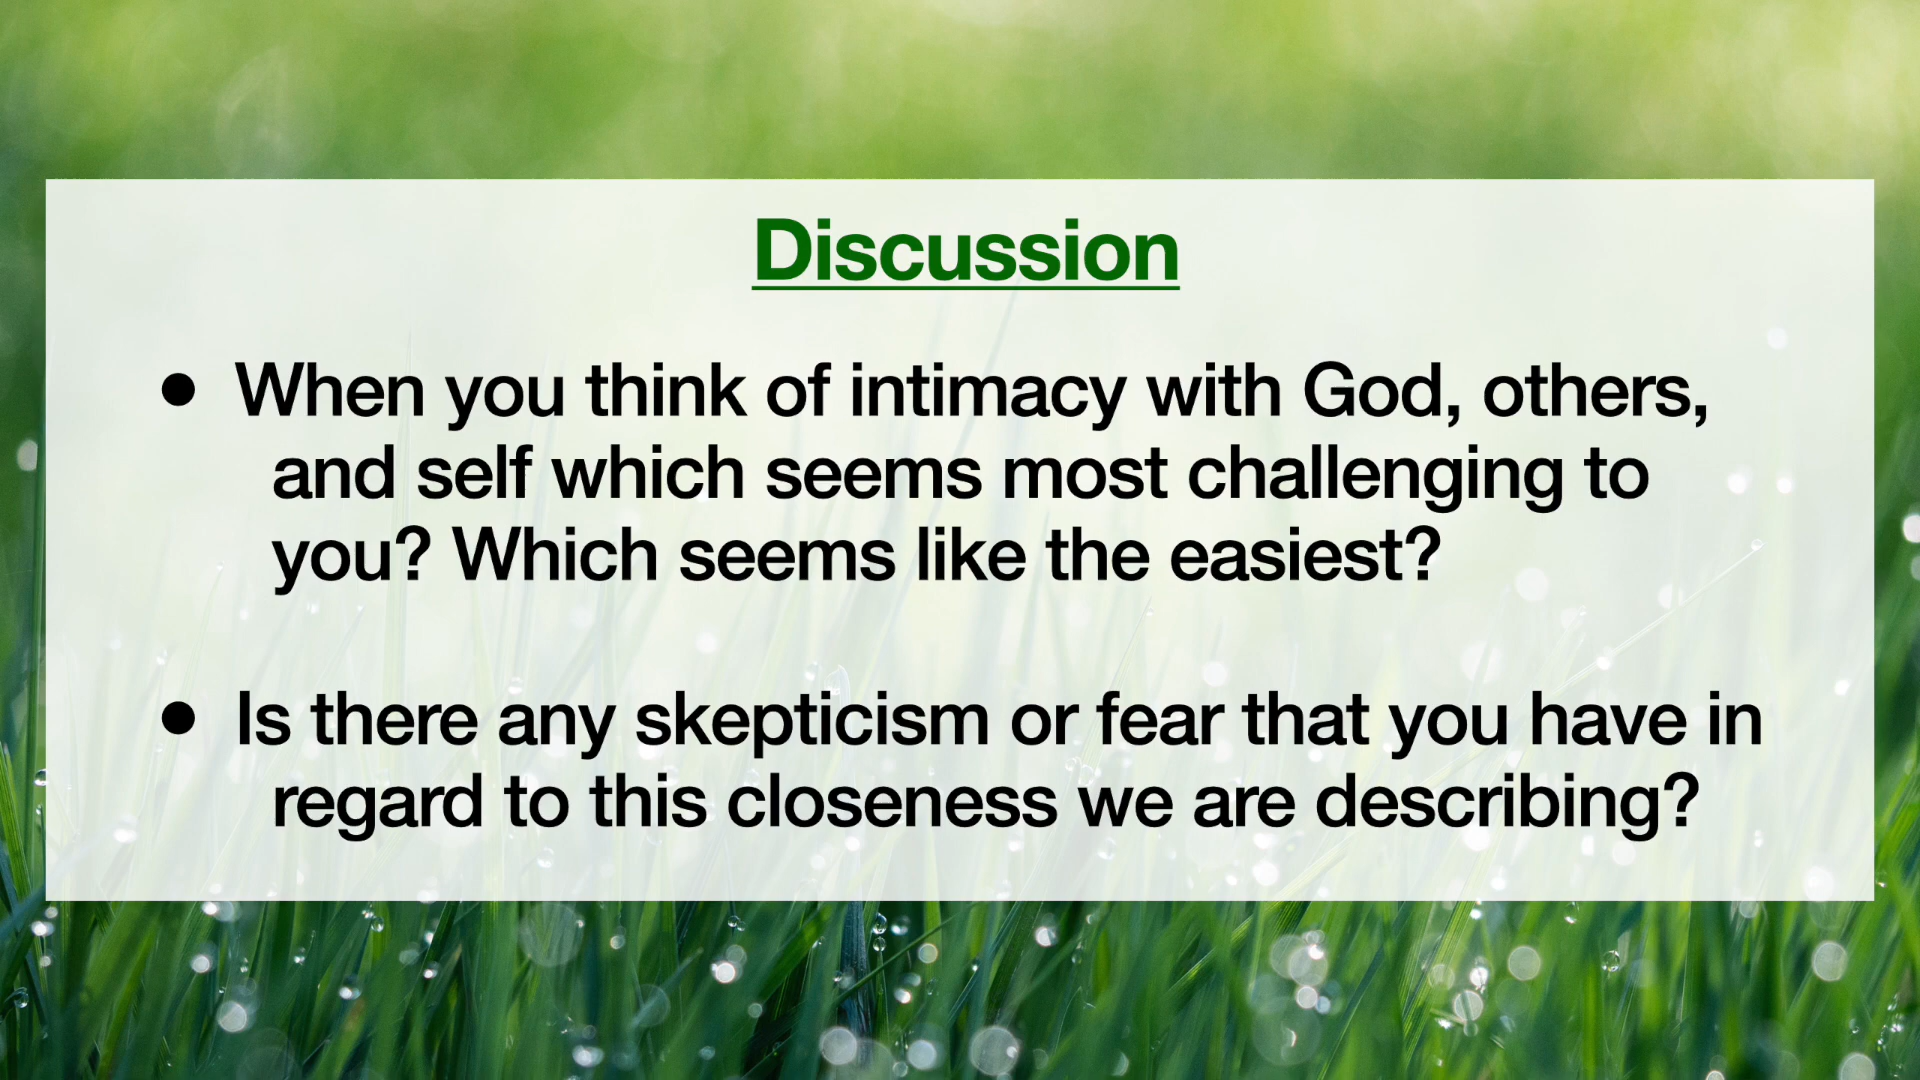 Discussion
• When you think of intimacy with God, others,
and self which seems most challenging to
you? Which seems like the easiest?
• Is there any skepticism or fear that you have in
regard to this closeness we are describing?